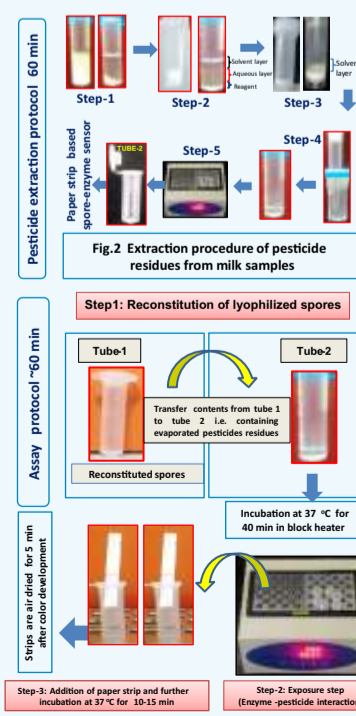 Pesticide extraction protocol 60 min
Step-1
Step-2
Solvent layer
Aqueous layer
Reagent
Step-3
Solvent
layer
Step-4
Step-5
TUBE-2
Paper strip based
spore-enzyme sensor
Fig.2 Extraction procedure of pesticide
residues from milk samples
Step1: Reconstitution of lyophilized spores
Assay protocol ~60 min
Tube-1
Tube-2
Transfer contents from tube 1
to tube 2 i.e. containing
evaporated pesticides residues
Reconstituted spores
Incubation at 37 °C for
40 min in block heater
Strips are air dried for 5 min
after color development
Step-3: Addition of paper strip and further
incubation at 37 °C for 10-15 min
Step-2: Exposure step
(Enzyme -pesticide interaction